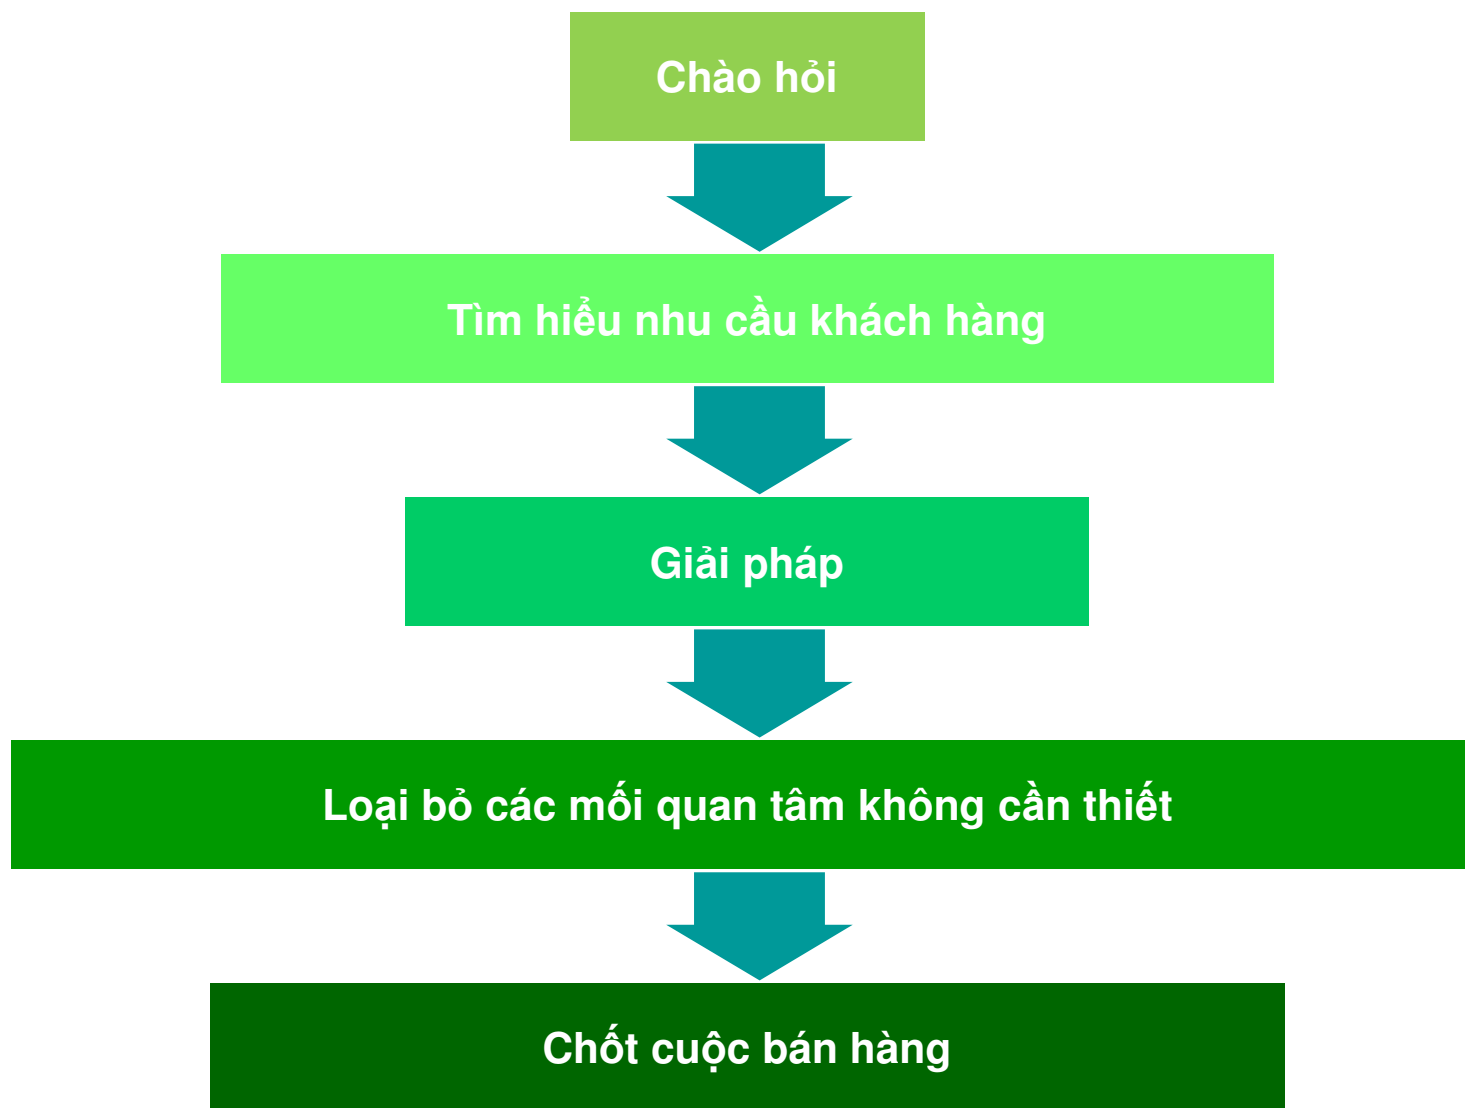 Chào hỏi
Tìm hiểu nhu cầu khách hàng
Giải pháp
Loại bỏ các mối quan tâm không cần thiết
Chốt cuộc bán hàng